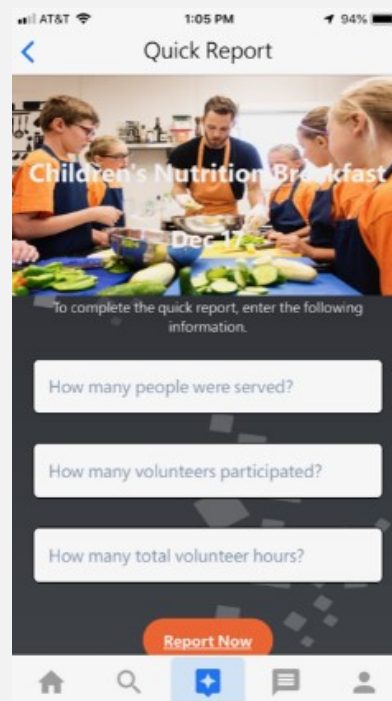 AT&T
1:05 PM
94%
Quick Report
Children's Nutrition Breakfast
Dec 17
To complete the quick report, enter the following
information.
How many people were served?
How many volunteers participated?
How many total volunteer hours?
Report Now